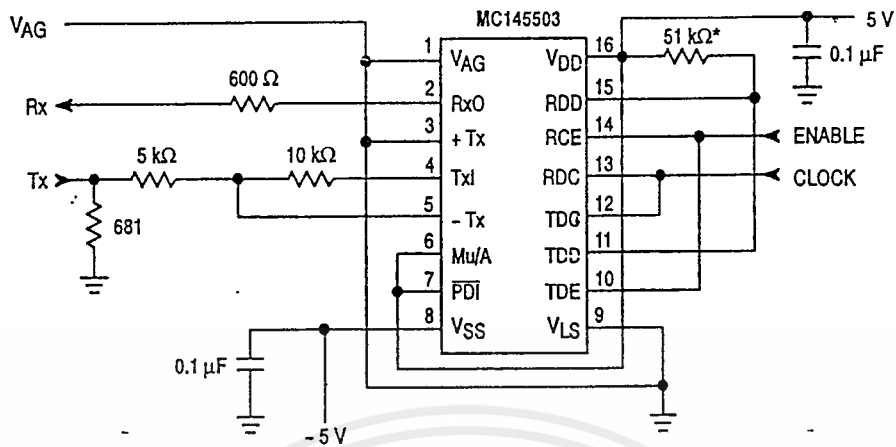 MC145503
VAG
5 V
1 VAG
VDD 16
51 kΩ*
0.1 µF
600 Ω
Rx
2 RxO
RDD 15
3 + Tx
RCE 14
ENABLE
5 kΩ
10 kΩ
Tx
4 TxI
RDC 13
CLOCK
681
5 – Tx
TDC 12
6 Mu/A
TDD 11
7 PDI
TDE 10
8 VSS
VLS 9
0.1 µF
– 5 V